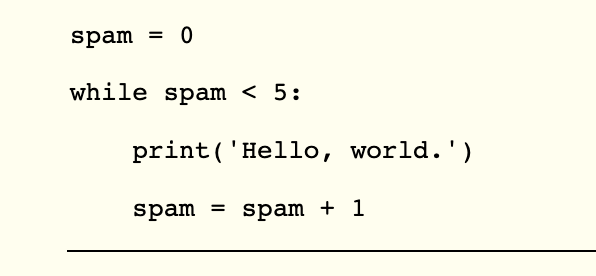 spam = 0
while spam < 5:
    print('Hello, world.')
    spam = spam + 1